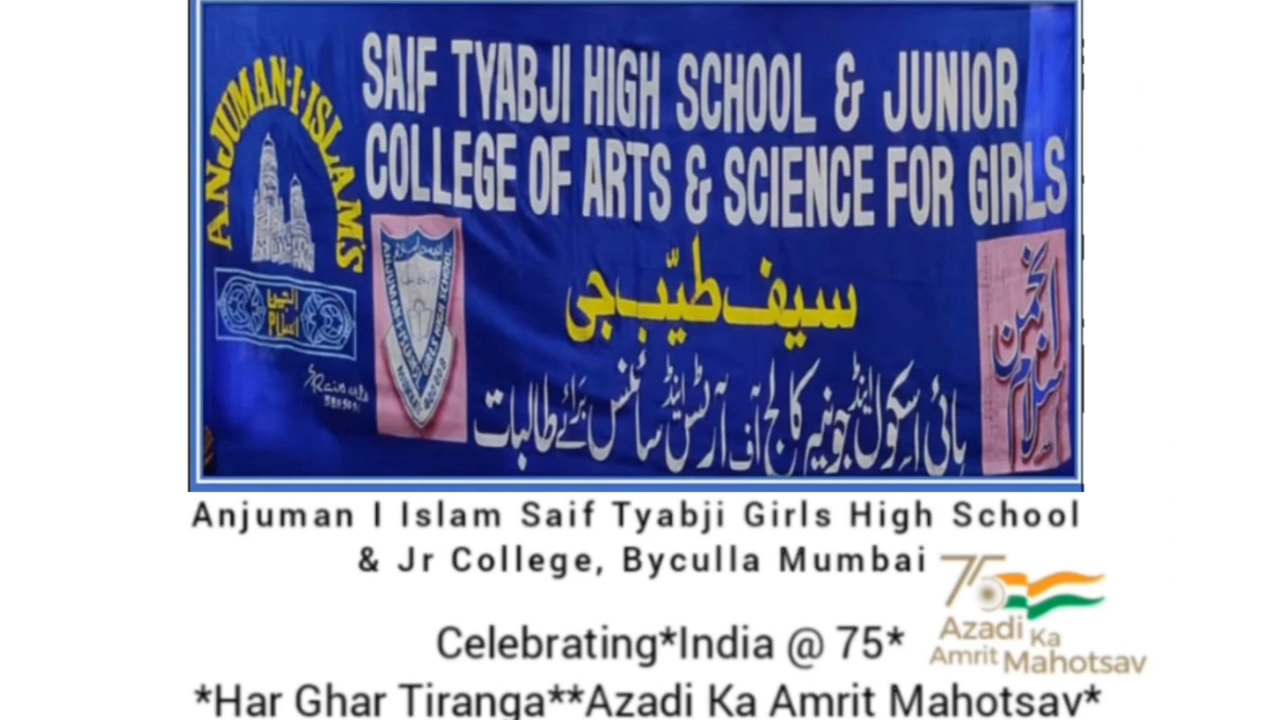 ANJUMAN-I-ISLAM'S
SAIF TYABJI HIGH SCHOOL & JUNIOR
COLLEGE OF ARTS & SCIENCE FOR GIRLS
سیف طیّب جی
ہائی اسکول اینڈ جونیئر کالج آف آرٹس اینڈ سائنس برائے طالبات
انجمن
اسلام
Anjuman I Islam Saif Tyabji Girls High School
& Jr College, Byculla Mumbai
75
Azadi Ka
Amrit Mahotsav
Celebrating*India @ 75*
*Har Ghar Tiranga**Azadi Ka Amrit Mahotsav*